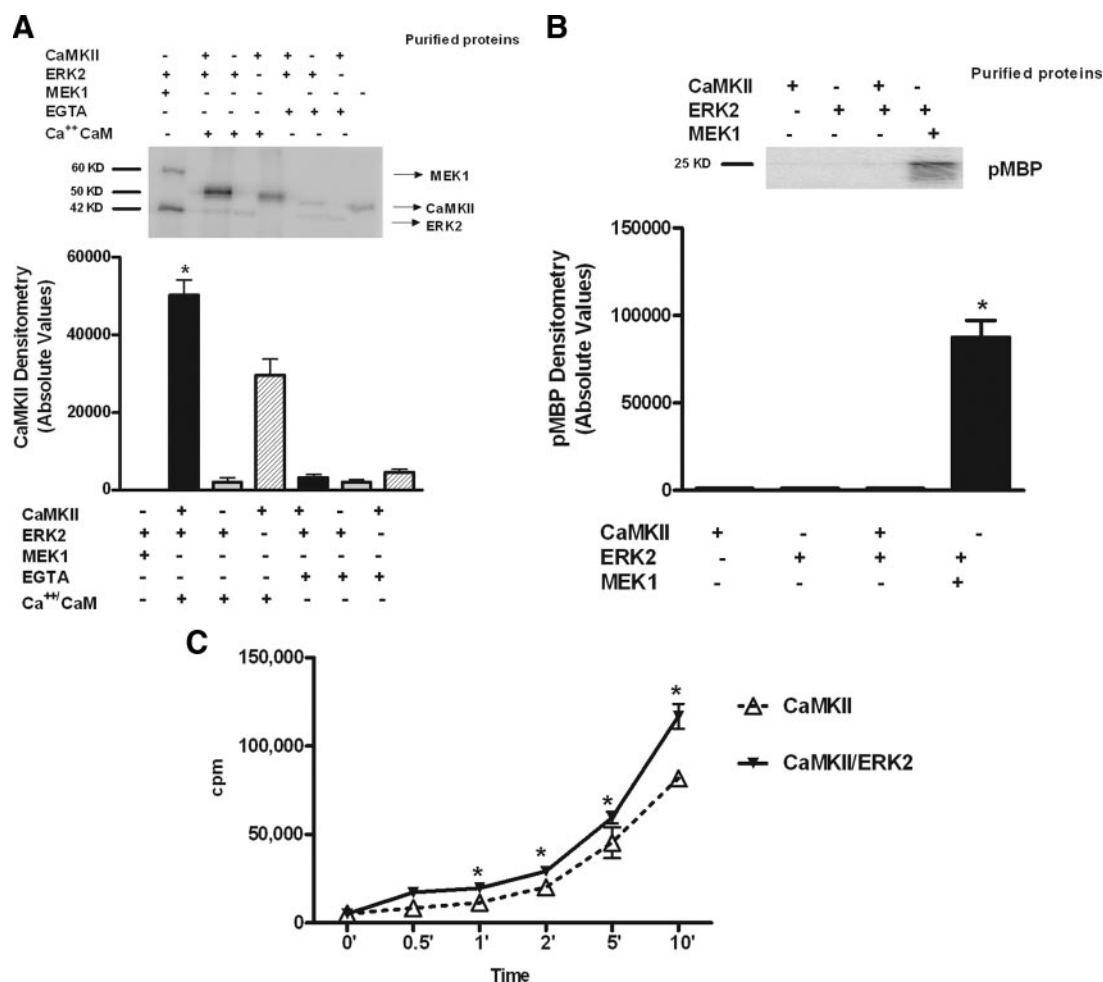 A
Purified proteins
CaMKII - + - + + - +
ERK2 + + + - + + -
MEK1 + - - - - - - -
EGTA - - - - + + +
Ca++ CaM - + + + - - -
60 KD
50 KD
42 KD
MEK1
CaMKII
ERK2
CaMKII Densitometry
(Absolute Values)
60000
40000
20000
0
*
CaMKII - + - + + - +
ERK2 + + + - + + -
MEK1 + - - - - - -
EGTA - - - - + + +
Ca++/CaM - + + + - - -
B
Purified proteins
CaMKII + - + -
ERK2 - + + +
MEK1 - - - +
25 KD
pMBP
pMBP Densitometry
(Absolute Values)
150000
100000
50000
0
*
CaMKII + - + -
ERK2 - + + +
MEK1 - - - +
C
cpm
150,000
100,000
50,000
0
* * * *
0' 0.5' 1' 2' 5' 10'
Time
CaMKII
CaMKII/ERK2